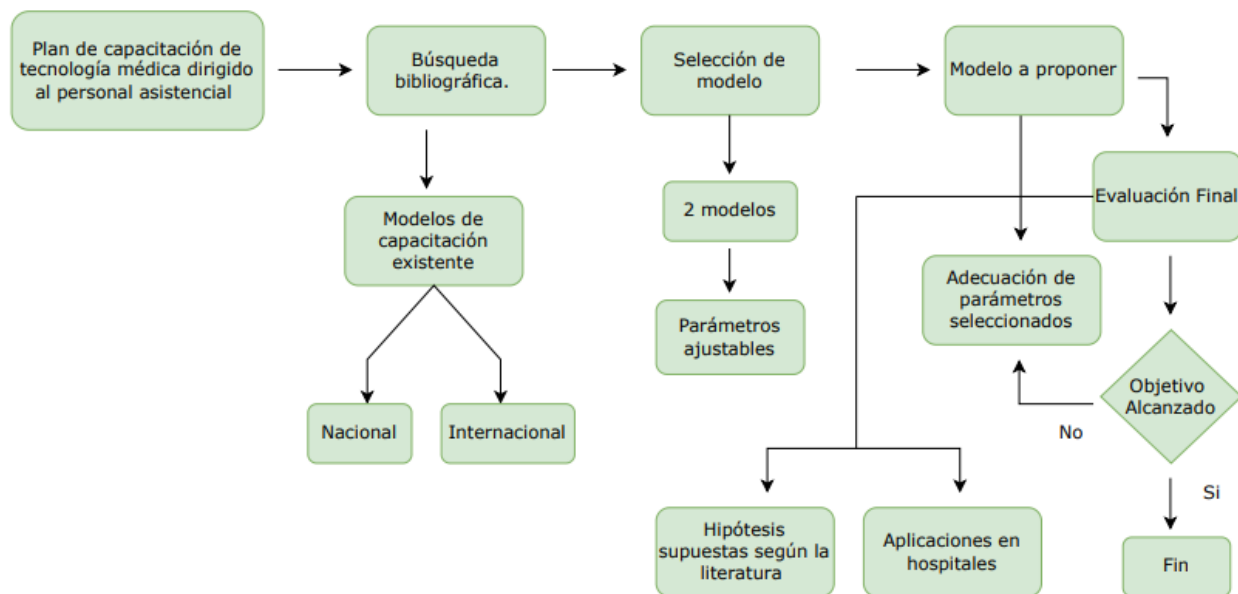 Plan de capacitación de
tecnología médica dirigido
al personal asistencial
Búsqueda
bibliográfica.
Selección de
modelo
Modelo a proponer
Modelos de
capacitación
existente
2 modelos
Evaluación Final
Parámetros
ajustables
Adecuación de
parámetros
seleccionados
Nacional
Internacional
Objetivo
Alcanzado
No
Si
Hipótesis
supuestas según la
literatura
Aplicaciones en
hospitales
Fin